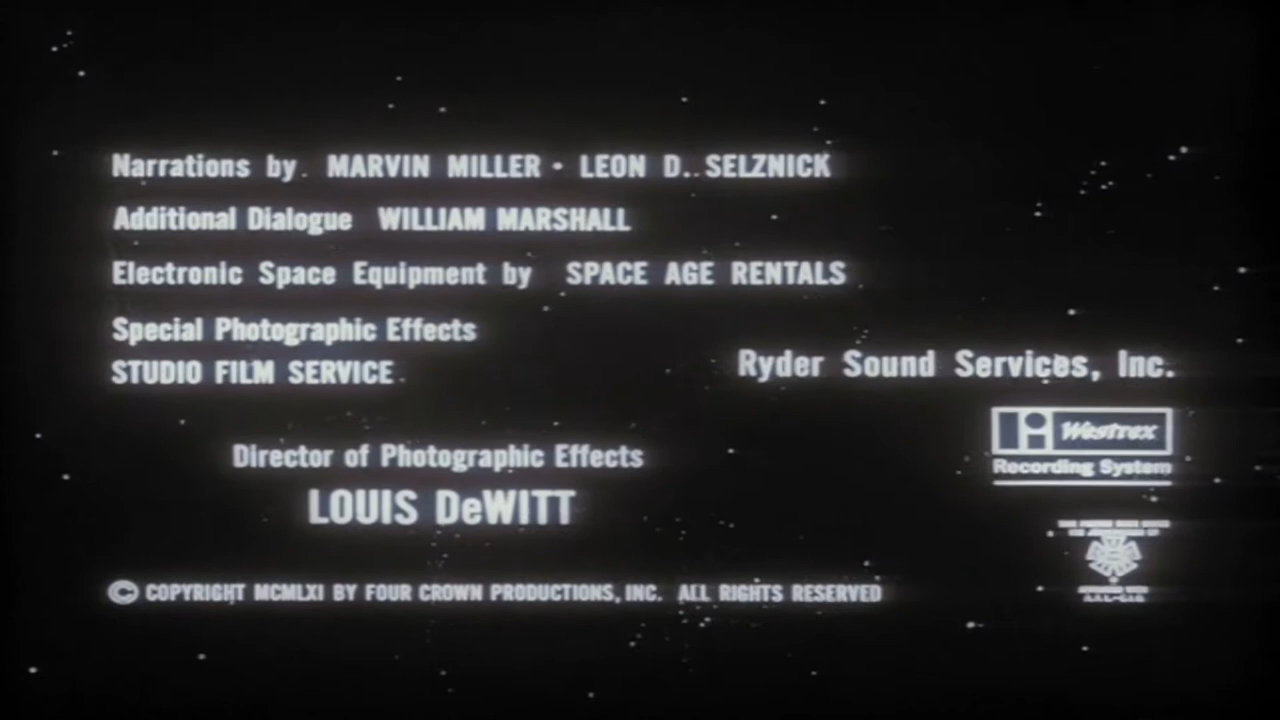 Narrations by MARVIN MILLER • LEON D. SELZNICK
Additional Dialogue WILLIAM MARSHALL
Electronic Space Equipment by SPACE AGE RENTALS
Special Photographic Effects
STUDIO FILM SERVICE
Ryder Sound Services, Inc.
Westrex
Recording System
Director of Photographic Effects
LOUIS DeWITT
© COPYRIGHT MCMLXI BY FOUR CROWN PRODUCTIONS, INC. ALL RIGHTS RESERVED